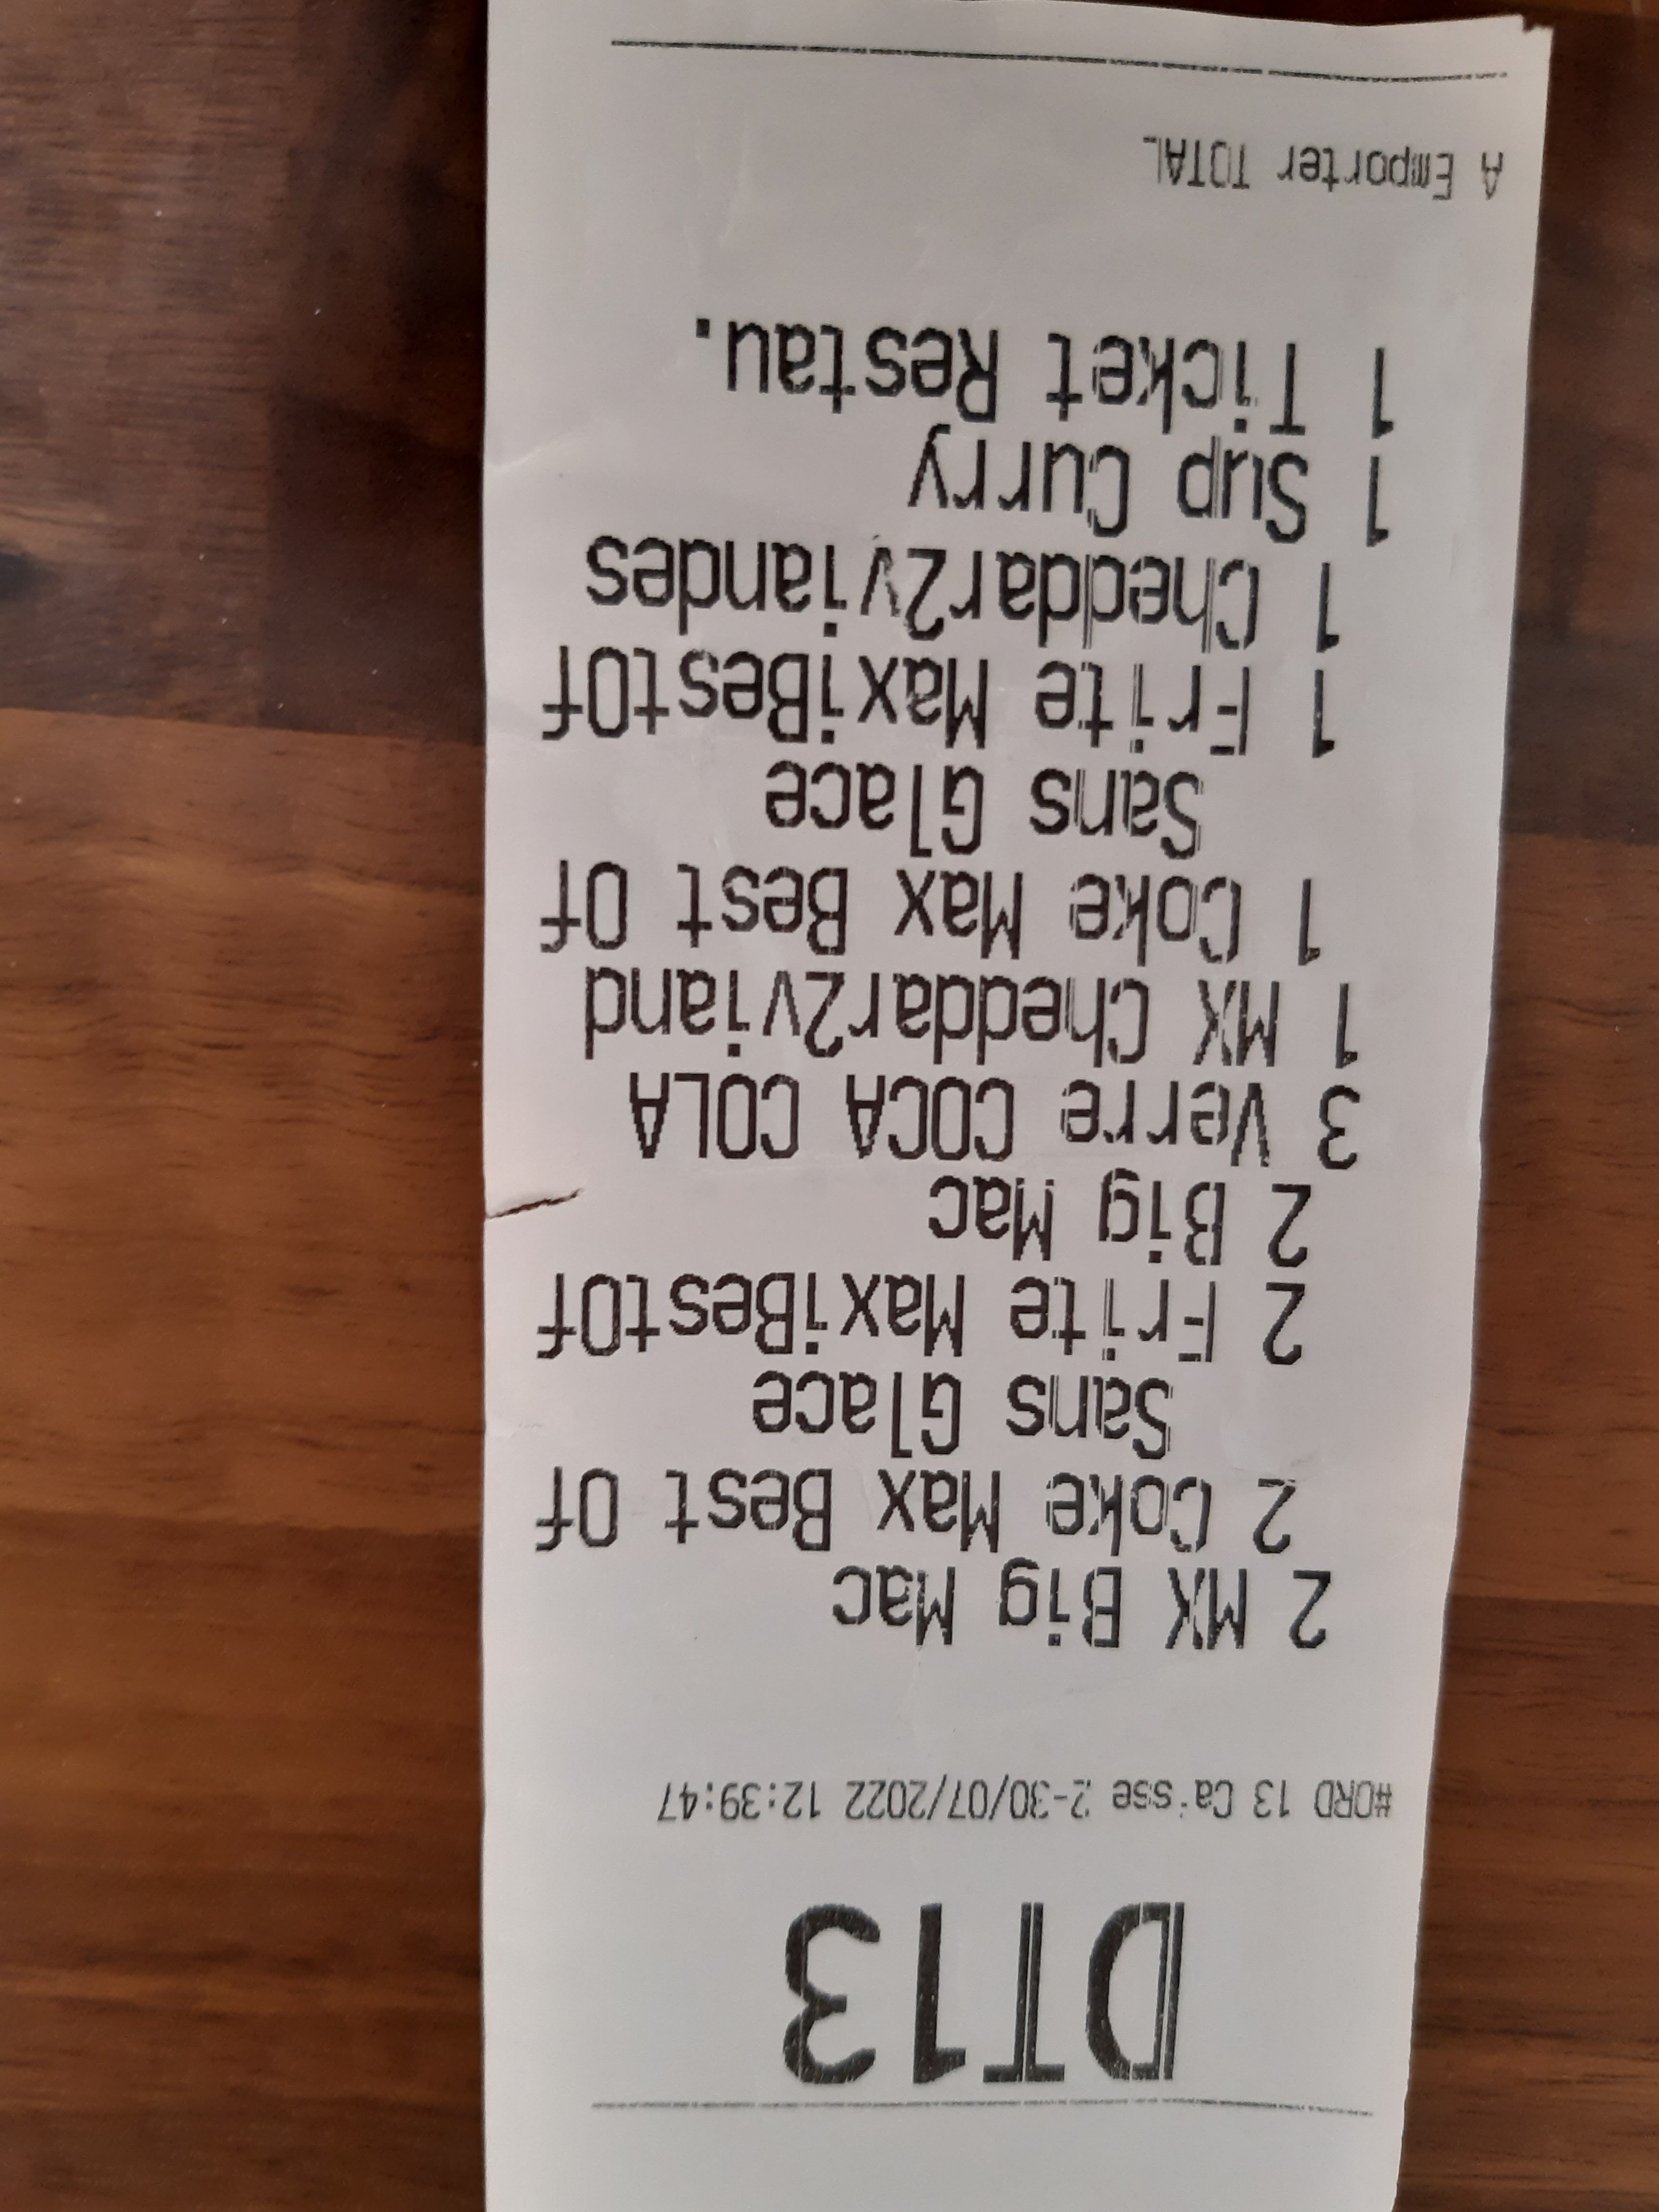 DT13
#ORD 13 Caisse 2-30/07/2022 12:39:47
2 MX Big Mac
2 Coke Max Best Of
Sans Glace
2 Frite MaxiBestOf
2 Big Mac
3 Verre COCA COLA
1 MX Cheddar2viand
1 Coke Max Best Of
Sans Glace
1 Frite MaxiBestOf
1 Cheddar2viandes
1 Sup Curry
1 Ticket Restau.
A Emporter TOTAL